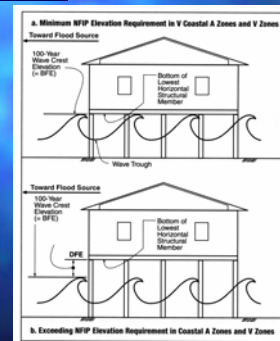 a. Minimum NFIP Elevation Requirement in V Coastal A Zones and V Zones
Toward Flood Source
100-Year
Wave Crest
Elevation
(= BFE)
Bottom of
Lowest
Horizontal
Structural
Member
Wave Trough
Toward Flood Source
100-Year
Wave Crest
Elevation
(= BFE)
DFE
Bottom of
Lowest Horizontal
Structural
Member
b. Exceeding NFIP Elevation Requirement in Coastal A Zones and V Zones